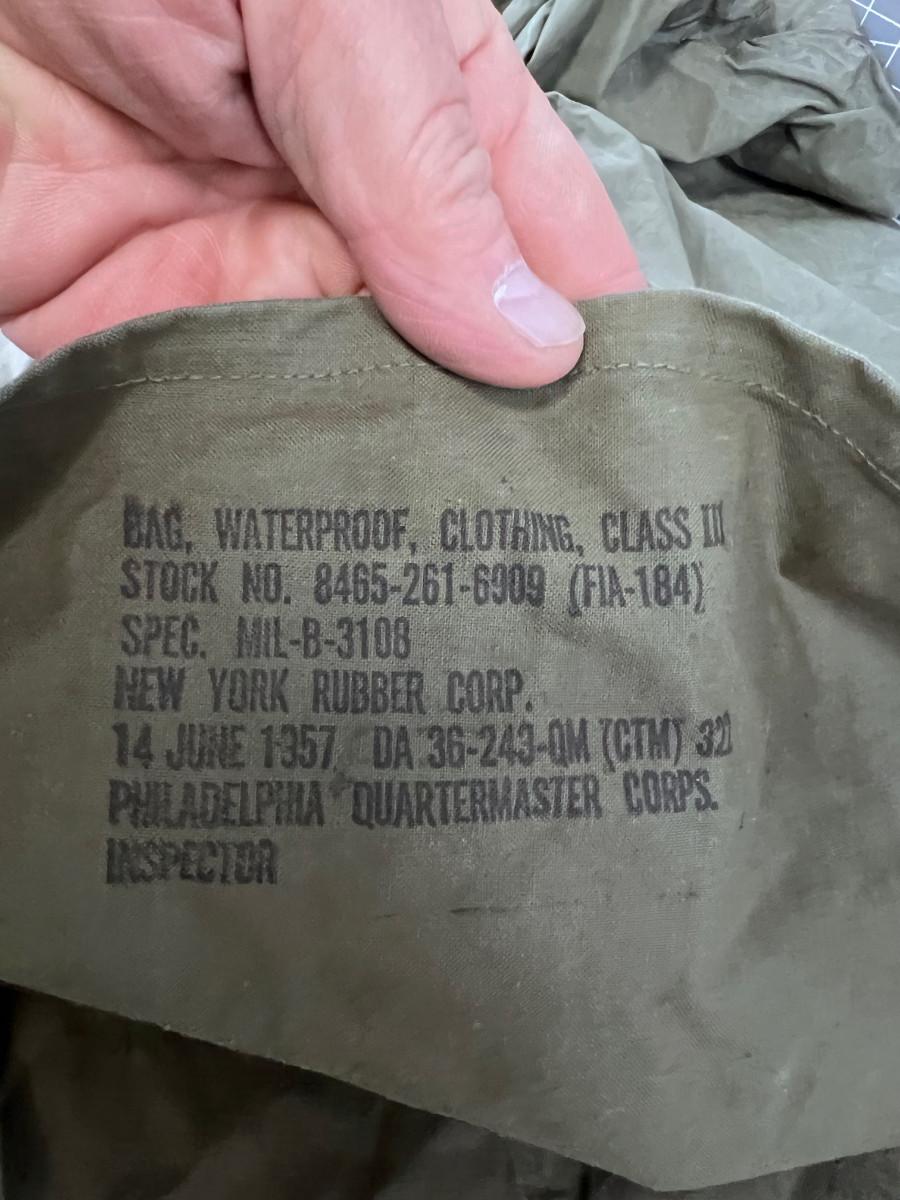 BAG, WATERPROOF, CLOTHING, CLASS III
STOCK NO. 8465-261-6909 (FIA-184)
SPEC. MIL-B-3108
NEW YORK RUBBER CORP.
14 JUNE 1957, DA 36-243-QM (CTM)
PHILADELPHIA QUARTERMASTER CORPS.
INSPECTOR